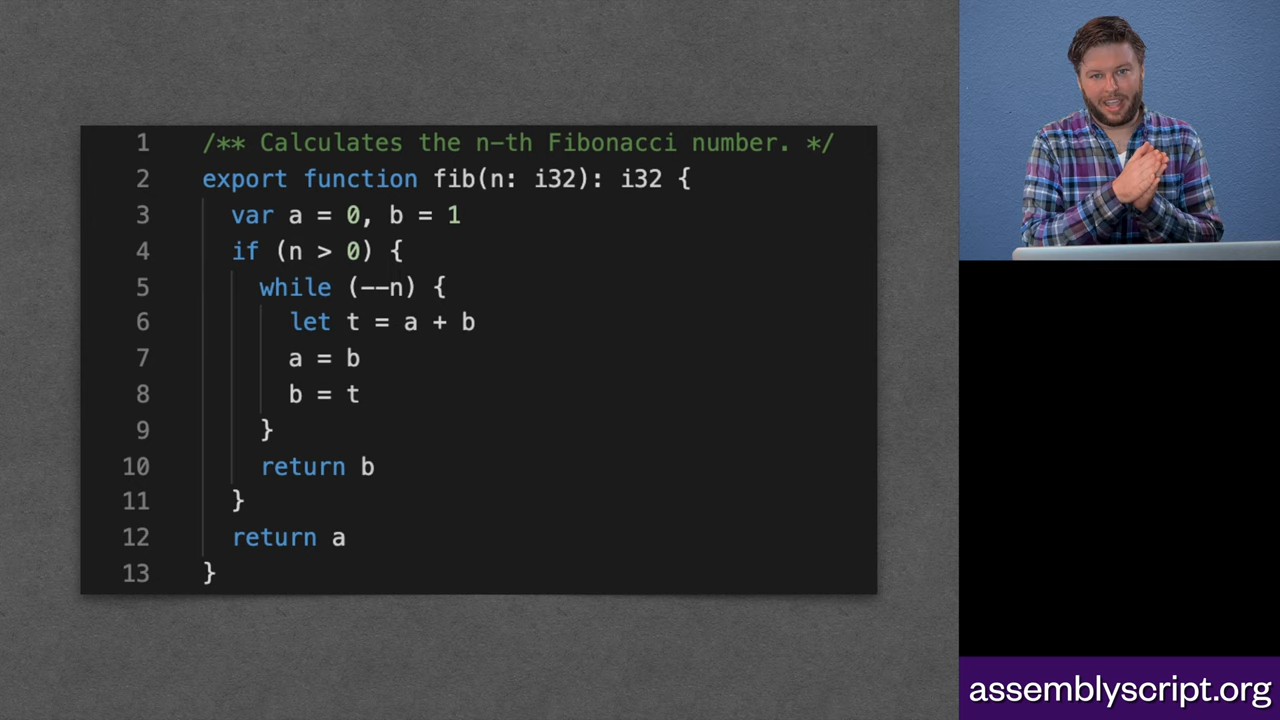 1 /** Calculates the n-th Fibonacci number. */
2 export function fib(n: i32): i32 {
3   var a = 0, b = 1
4   if (n > 0) {
5     while (--n) {
6       let t = a + b
7       a = b
8       b = t
9     }
10     return b
11   }
12   return a
13 }
assemblyscript.org